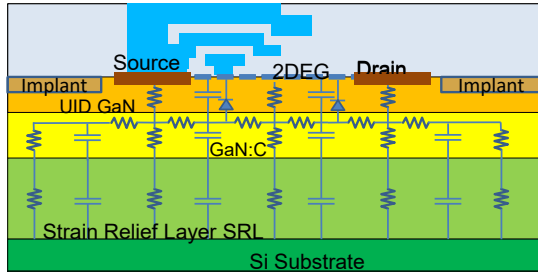 Source
2DEG
Drain
Implant
Implant
UID GaN
GaN:C
Strain Relief Layer SRL
Si Substrate